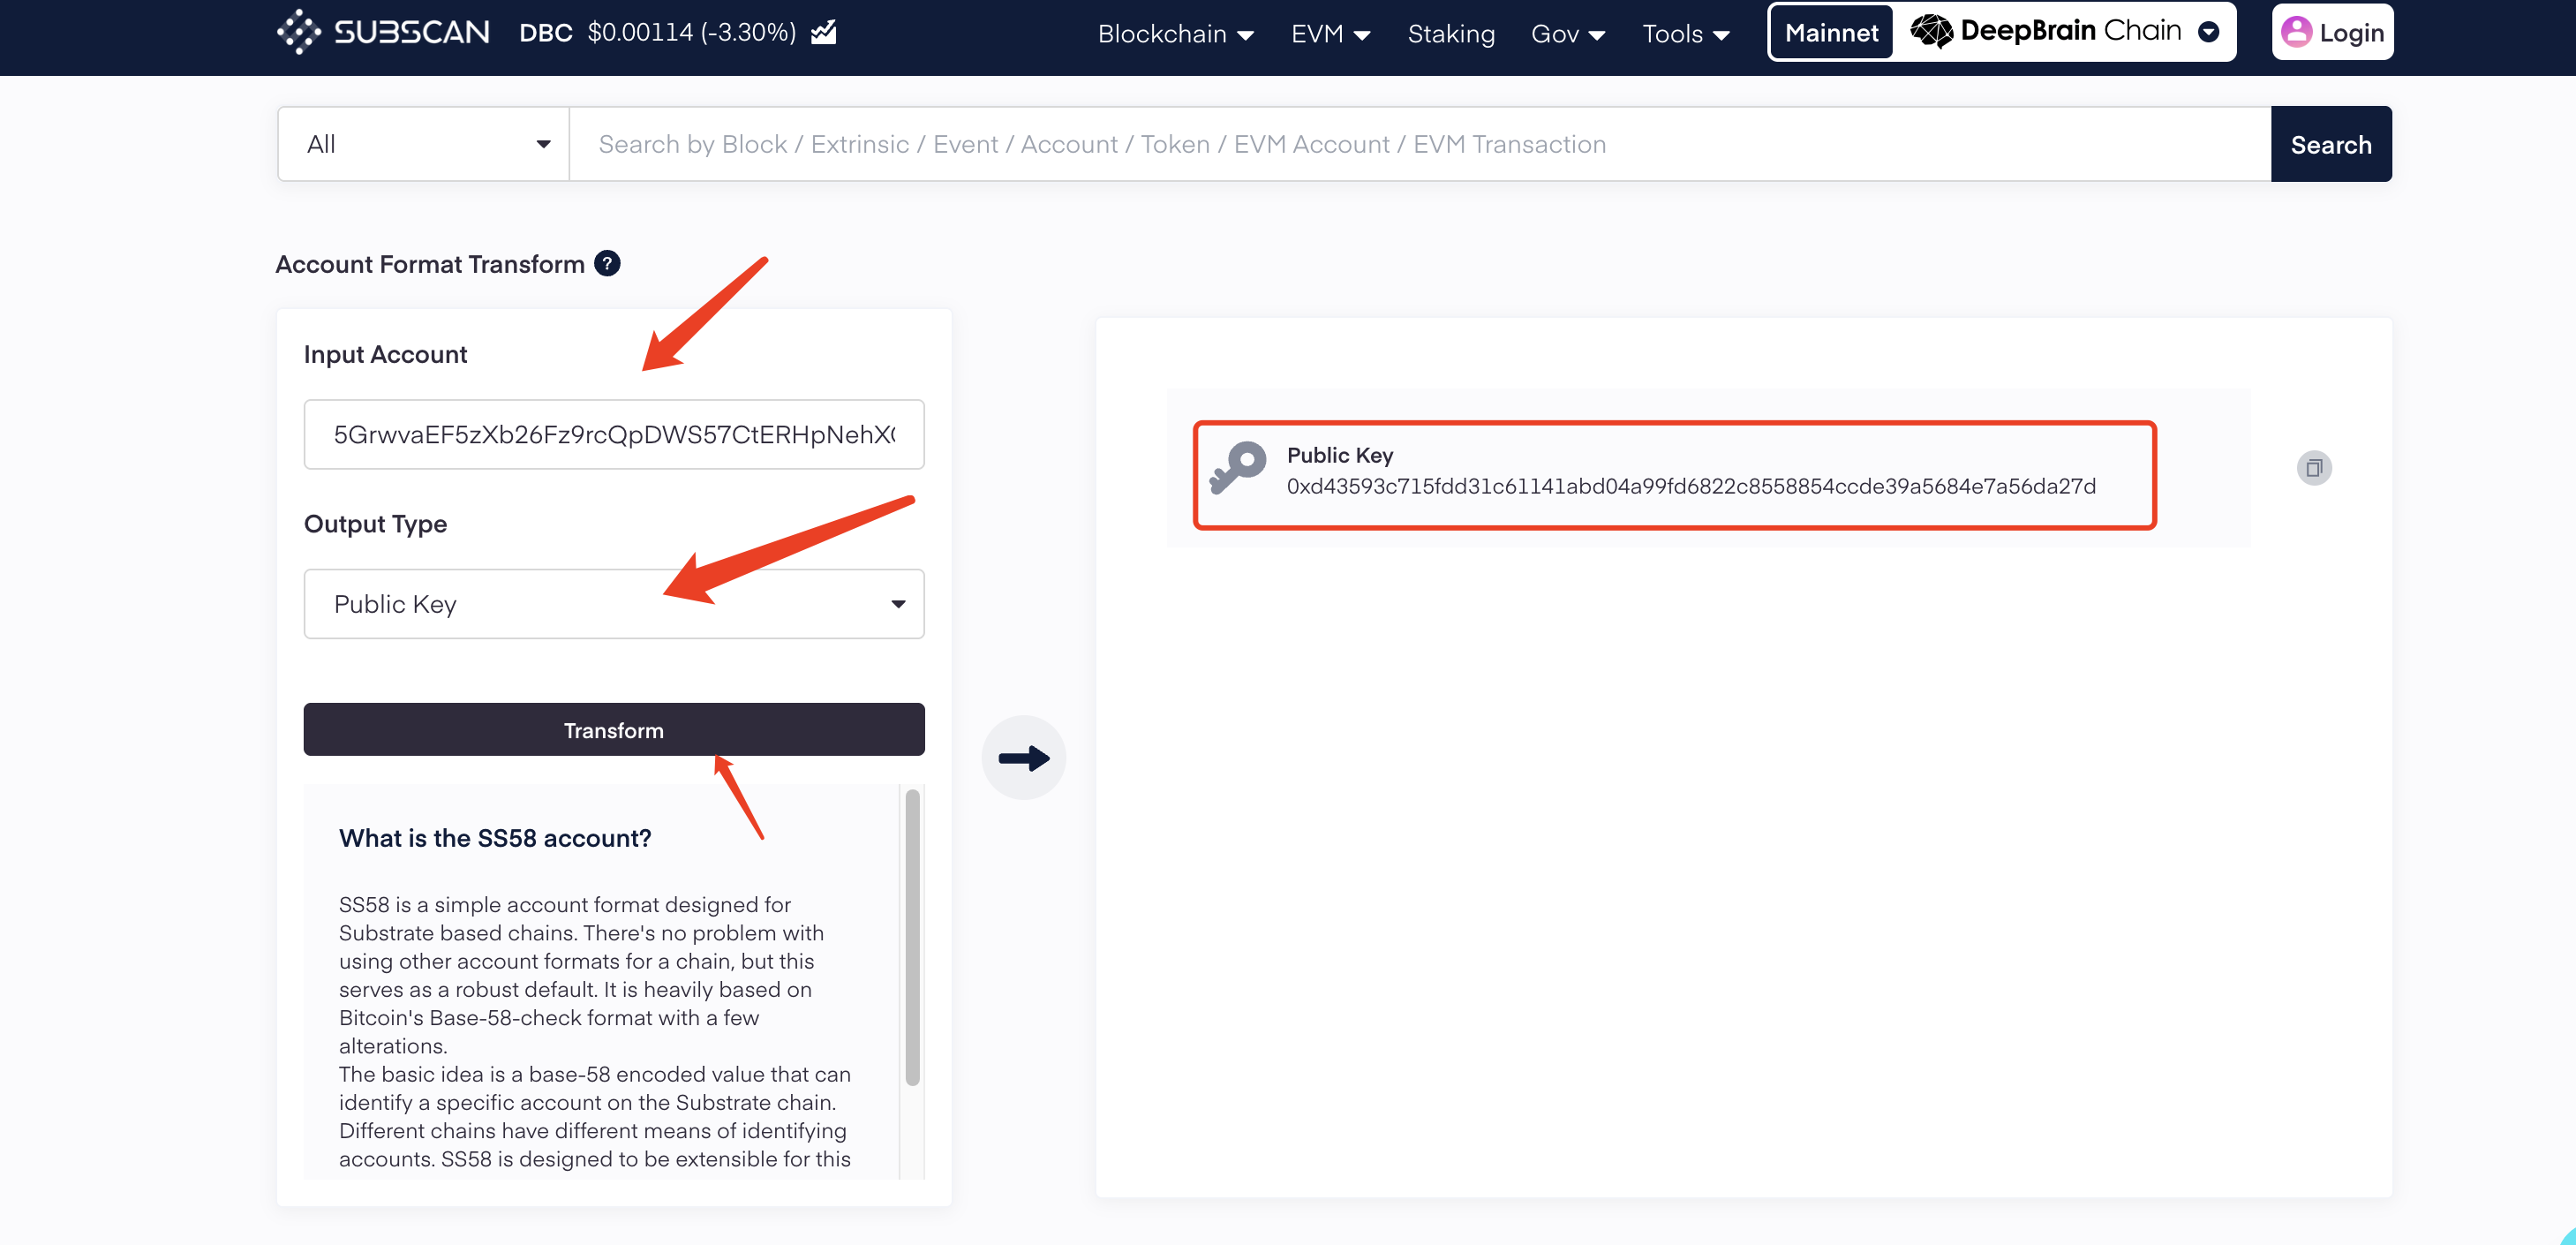 SUBSCAN DBC $0.00114 (-3.30%) Blockchain EVM Staking Gov Tools Mainnet DeepBrain Chain Login
All Search by Block / Extrinsic / Event / Account / Token / EVM Account / EVM Transaction Search
Account Format Transform ?
Input Account
5GrwvaEF5zXb26Fz9rcQpDWS57CtERHpNehX
Output Type
Public Key
Transform
What is the SS58 account?
SS58 is a simple account format designed for
Substrate based chains. There's no problem with
using other account formats for a chain, but this
serves as a robust default. It is heavily based on
Bitcoin's Base-58-check format with a few
alterations.
The basic idea is a base-58 encoded value that can
identify a specific account on the Substrate chain.
Different chains have different means of identifying
accounts. SS58 is designed to be extensible for this
Public Key
0xd43593c715fdd31c61141abd04a99fd6822c8558854ccde39a5684e7a56da27d